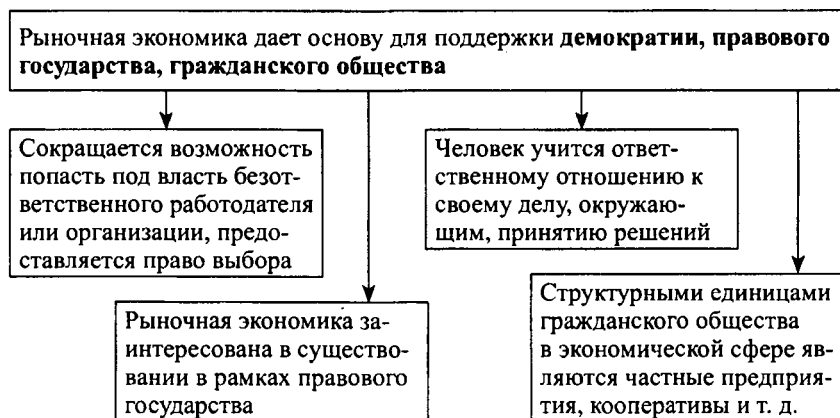 Рыночная экономика дает основу для поддержки демократии, правового
государства, гражданского общества
Сокращается возможность
попасть под власть безот-
ветственного работодателя
или организации, предо-
ставляется право выбора
Человек учится ответ-
ственному отношению к
своему делу, окружаю-
щим, принятию решений
Рыночная экономика за-
интересована в существо-
вании в рамках правового
государства
Структурными единицами
гражданского общества
в экономической сфере яв-
ляются частные предприя-
тия, кооперативы и т. д.